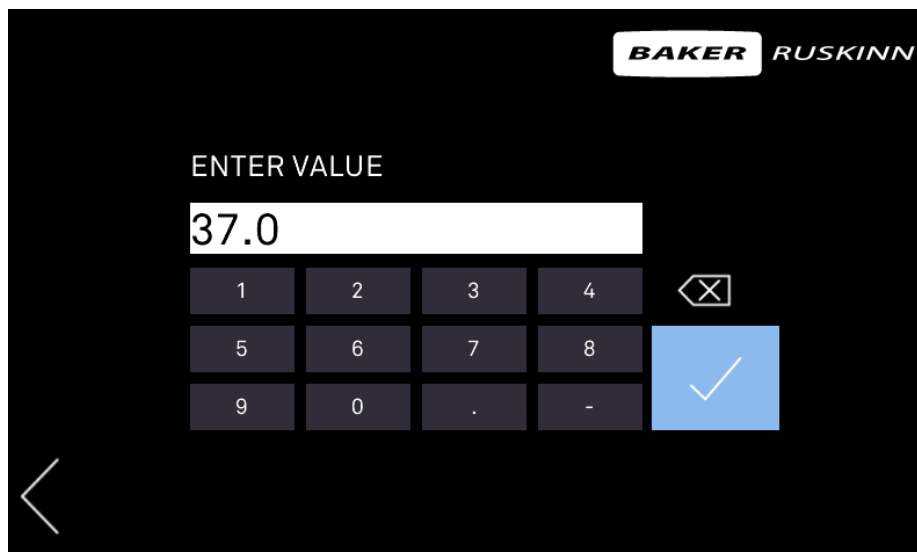 BAKER RUSKINN
ENTER VALUE
37.0
1 2 3 4
5 6 7 8
9 0 . -